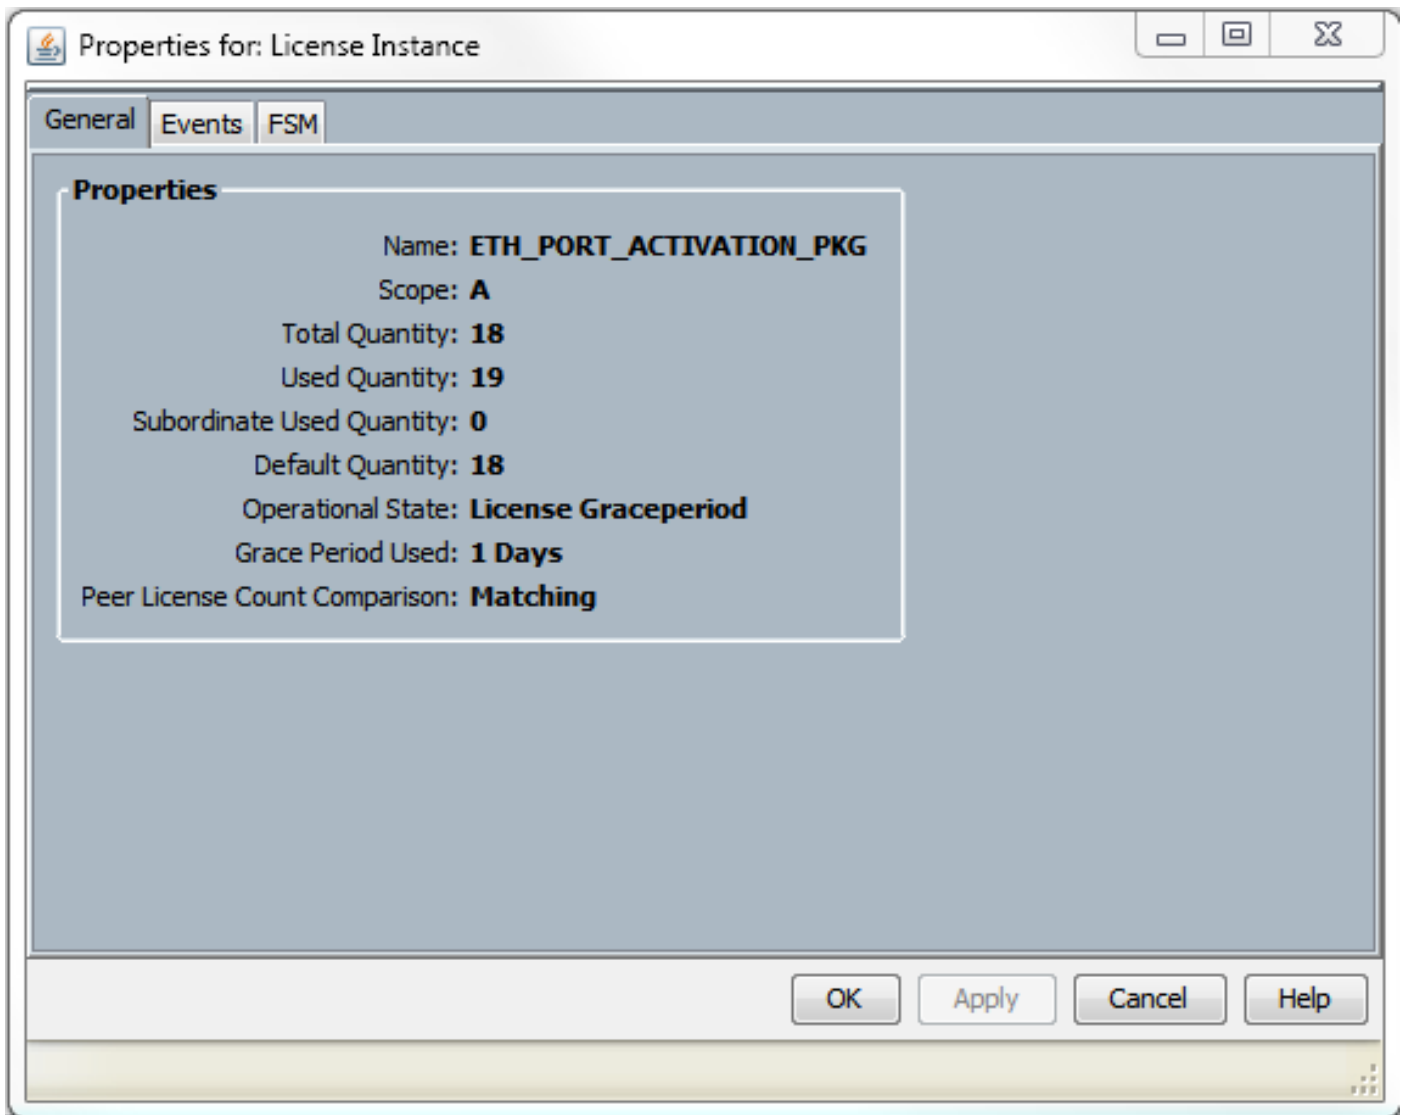 Properties for: License Instance
General Events FSM
Properties
Name: ETH_PORT_ACTIVATION_PKG
Scope: A
Total Quantity: 18
Used Quantity: 19
Subordinate Used Quantity: 0
Default Quantity: 18
Operational State: License Graceperiod
Grace Period Used: 1 Days
Peer License Count Comparison: Matching
OK Apply Cancel Help